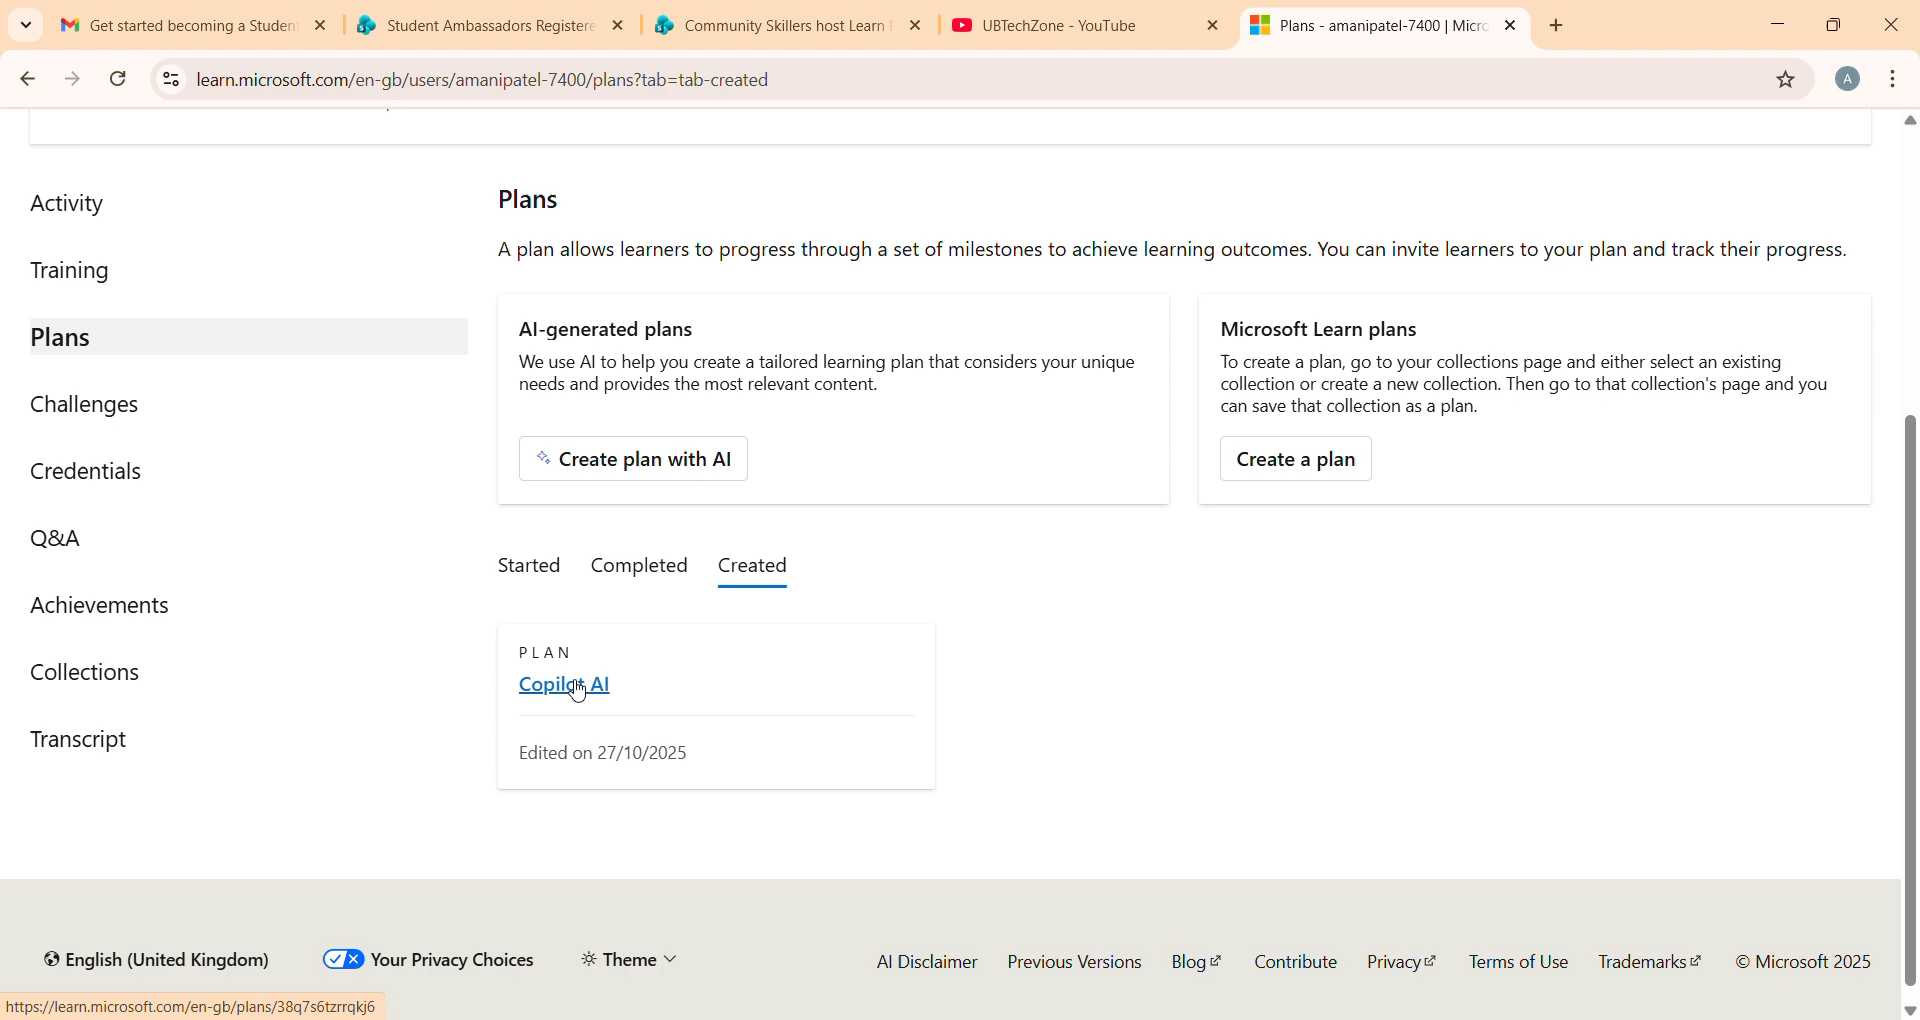 Get started becoming a Studen
Student Ambassadors Registere
Community Skillers host Learn
UBTechZone - YouTube
Plans - amanipatel-7400 | Micro
learn.microsoft.com/en-gb/users/amanipatel-7400/plans?tab=tab-created
A
Activity
Training
Plans
Challenges
Credentials
Q&A
Achievements
Collections
Transcript
Plans
A plan allows learners to progress through a set of milestones to achieve learning outcomes. You can invite learners to your plan and track their progress.
AI-generated plans
We use AI to help you create a tailored learning plan that considers your unique
needs and provides the most relevant content.
Create plan with AI
Microsoft Learn plans
To create a plan, go to your collections page and either select an existing
collection or create a new collection. Then go to that collection's page and you
can save that collection as a plan.
Create a plan
Started Completed Created
PLAN
Copilot AI
Edited on 27/10/2025
English (United Kingdom)
Your Privacy Choices
Theme
AI Disclaimer
Previous Versions
Blog
Contribute
Privacy
Terms of Use
Trademarks
© Microsoft 2025
https://learn.microsoft.com/en-gb/plans/38q7s6tzrrqkj6